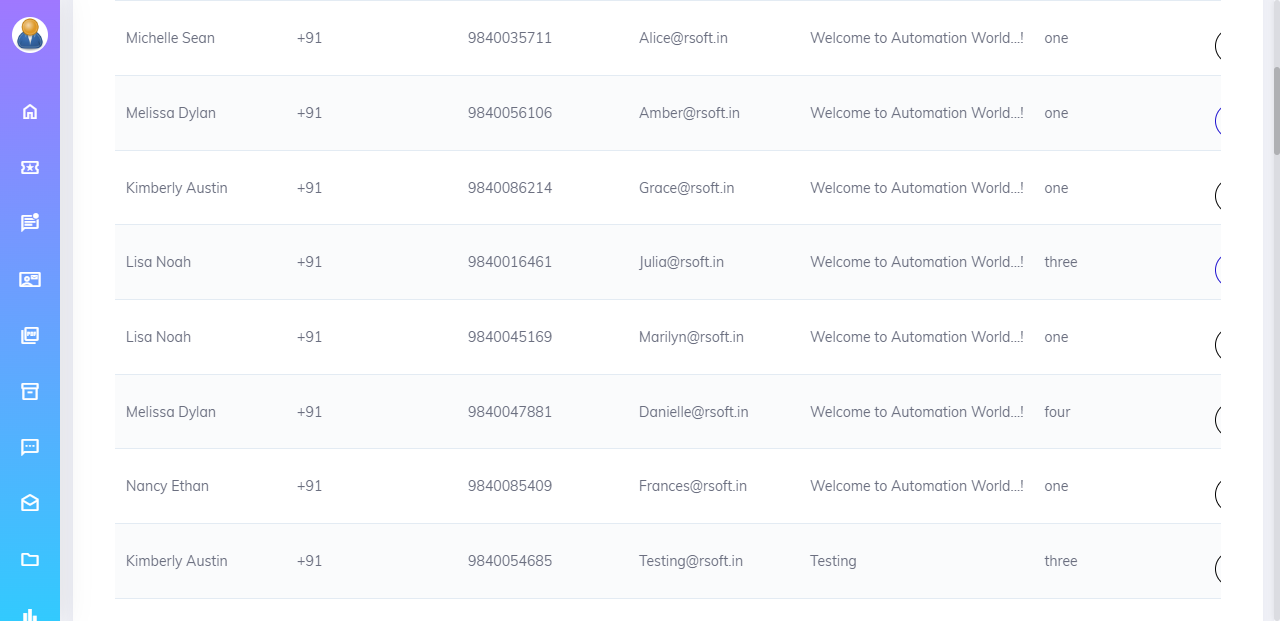 Michelle Sean +91 9840035711 Alice@rsoft.in Welcome to Automation World...! one
Melissa Dylan +91 9840056106 Amber@rsoft.in Welcome to Automation World...! one
Kimberly Austin +91 9840086214 Grace@rsoft.in Welcome to Automation World...! one
Lisa Noah +91 9840016461 Julia@rsoft.in Welcome to Automation World...! three
Lisa Noah +91 9840045169 Marilyn@rsoft.in Welcome to Automation World...! one
Melissa Dylan +91 9840047881 Danielle@rsoft.in Welcome to Automation World...! four
Nancy Ethan +91 9840085409 Frances@rsoft.in Welcome to Automation World...! one
Kimberly Austin +91 9840054685 Testing@rsoft.in Testing three